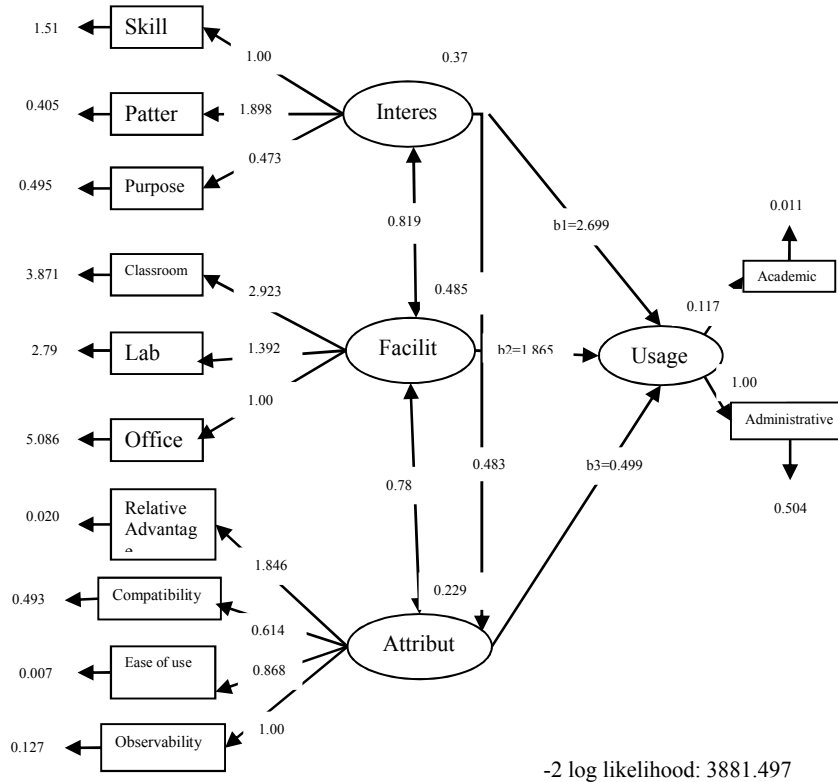 1.51
Skill
1.00
0.37
0.405
Patter
1.898
Interes
0.495
Purpose
0.473
0.819
b1=2.699
0.011
3.871
Classroom
2.923
0.485
Academic
0.117
2.79
Lab
1.392
Facilit
b2=1.865
Usage
5.086
Office
1.00
1.00
Administrative
0.78
0.483
b3=0.499
0.504
0.020
Relative
Advantag
1.846
0.229
0.493
Compatibility
0.614
Attribut
0.007
Ease of use
0.868
0.127
Observability
1.00
-2 log likelihood: 3881.497